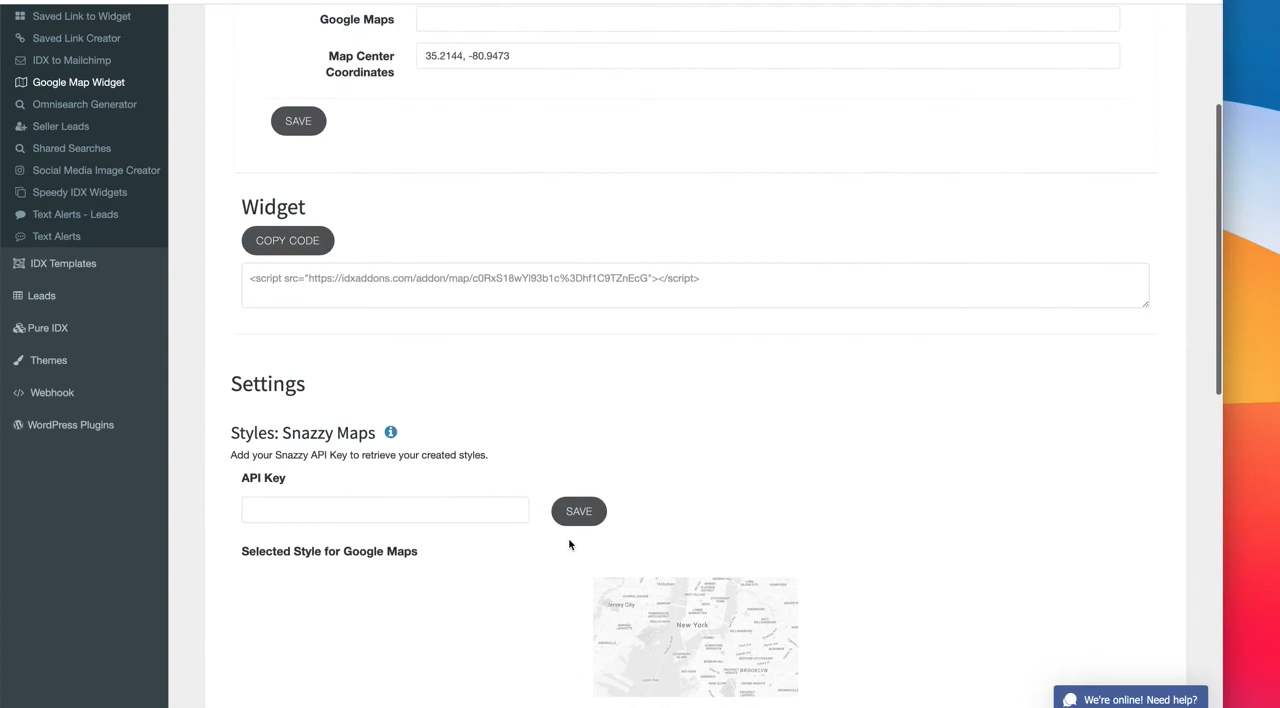 Saved Link to Widget
Saved Link Creator
IDX to Mailchimp
Google Map Widget
Omnisearch Generator
Seller Leads
Shared Searches
Social Media Image Creator
Speedy IDX Widgets
Text Alerts - Leads
Text Alerts
IDX Templates
Leads
Pure IDX
Themes
Webhook
WordPress Plugins
Google Maps
Map Center
Coordinates
35.2144, -80.9473
SAVE
Widget
COPY CODE
<script src="https://idxaddons.com/addon/map/c0RxS18wYl93b1c%3Dhf1C9TZnEcG"></script>
Settings
Styles: Snazzy Maps
Add your Snazzy API Key to retrieve your created styles.
API Key
SAVE
Selected Style for Google Maps
Jersey City
New York
BROOKLYN
We're online! Need help?